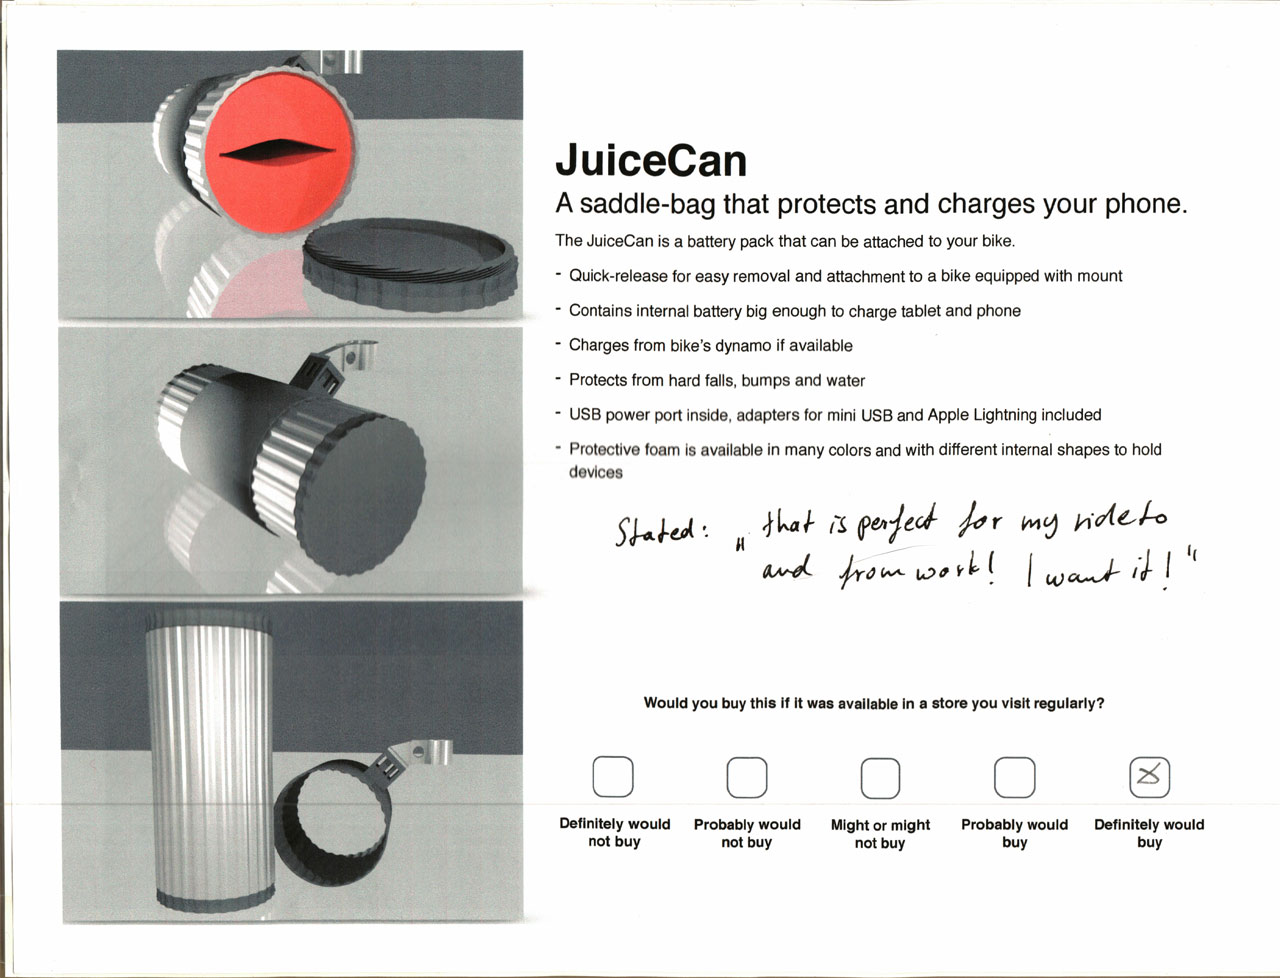 JuiceCan
A saddle-bag that protects and charges your phone.
The JuiceCan is a battery pack that can be attached to your bike.
- Quick-release for easy removal and attachment to a bike equipped with mount
- Contains internal battery big enough to charge tablet and phone
- Charges from bike's dynamo if available
- Protects from hard falls, bumps and water
- USB power port inside, adapters for mini USB and Apple Lightning included
- Protective foam is available in many colors and with different internal shapes to hold
devices
Stated: „that is perfect for my ride to
and from work! I want it!"
Would you buy this if it was available in a store you visit regularly?
Definitely would
not buy
Probably would
not buy
Might or might
not buy
Probably would
buy
Definitely would
buy